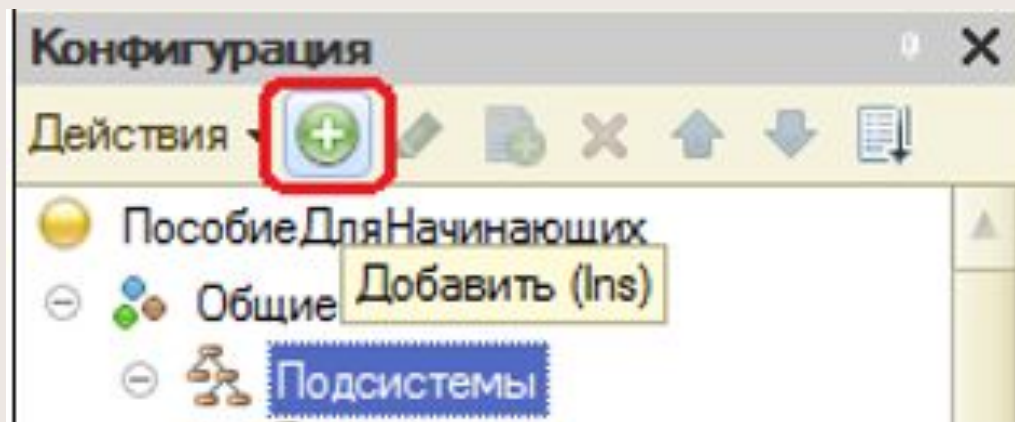 Конфигурация
Действия
ПособиеДляНачинающих
Добавить (Ins)
Общие
Подсистемы